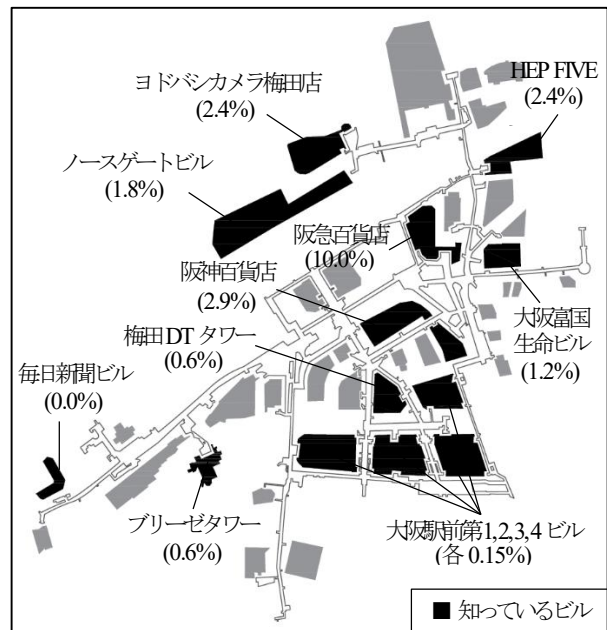 HEP FIVE
(2.4%)
ヨドバシカメラ梅田店
(2.4%)
ノースゲートビル
(1.8%)
阪急百貨店
(10.0%)
阪神百貨店
(2.9%)
大阪富国
生命ビル
(1.2%)
梅田DTタワー
(0.6%)
毎日新聞ビル
(0.0%)
ブリーゼタワー
(0.6%)
大阪駅前第1,2,3,4ビル
(各 0.15%)
■ 知っているビル